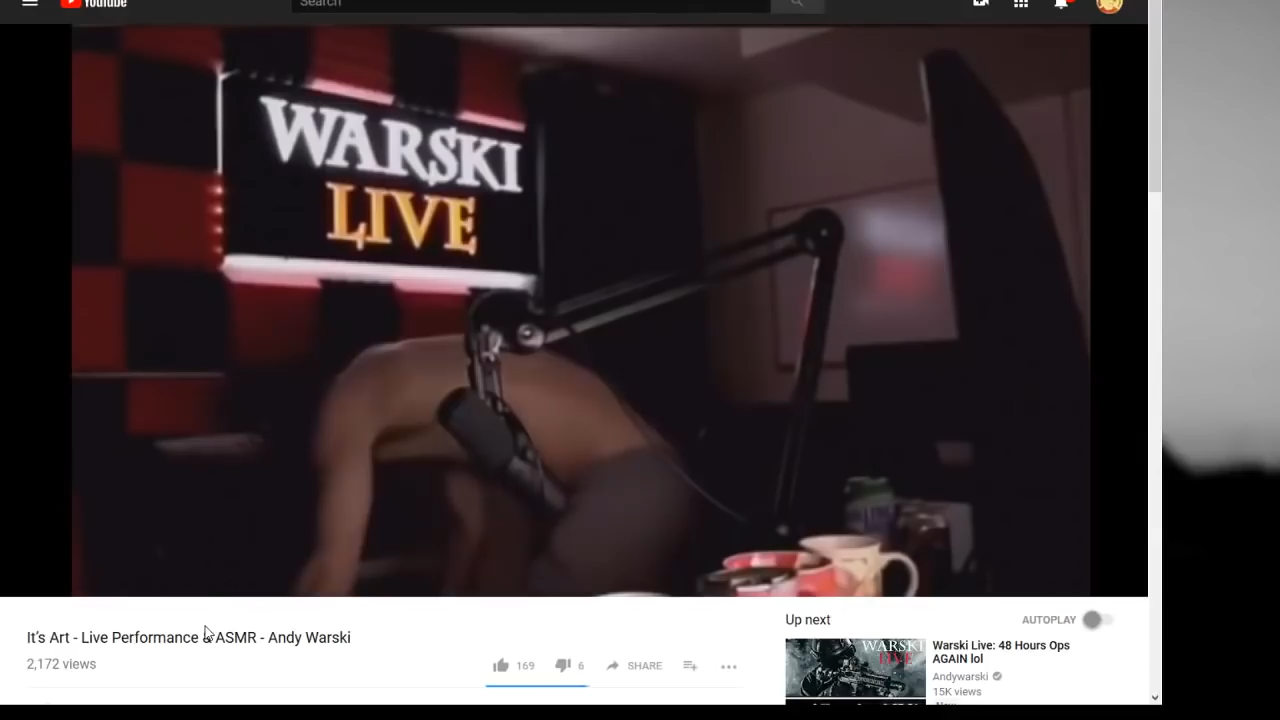 YouTube
Search
WARSKI
LIVE
It's Art - Live Performance & ASMR - Andy Warski
2,172 views
169
6
SHARE
Up next
AUTOPLAY
WARSKI
LIVE
Warski Live: 48 Hours Ops
AGAIN lol
Andywarski
15K views
New